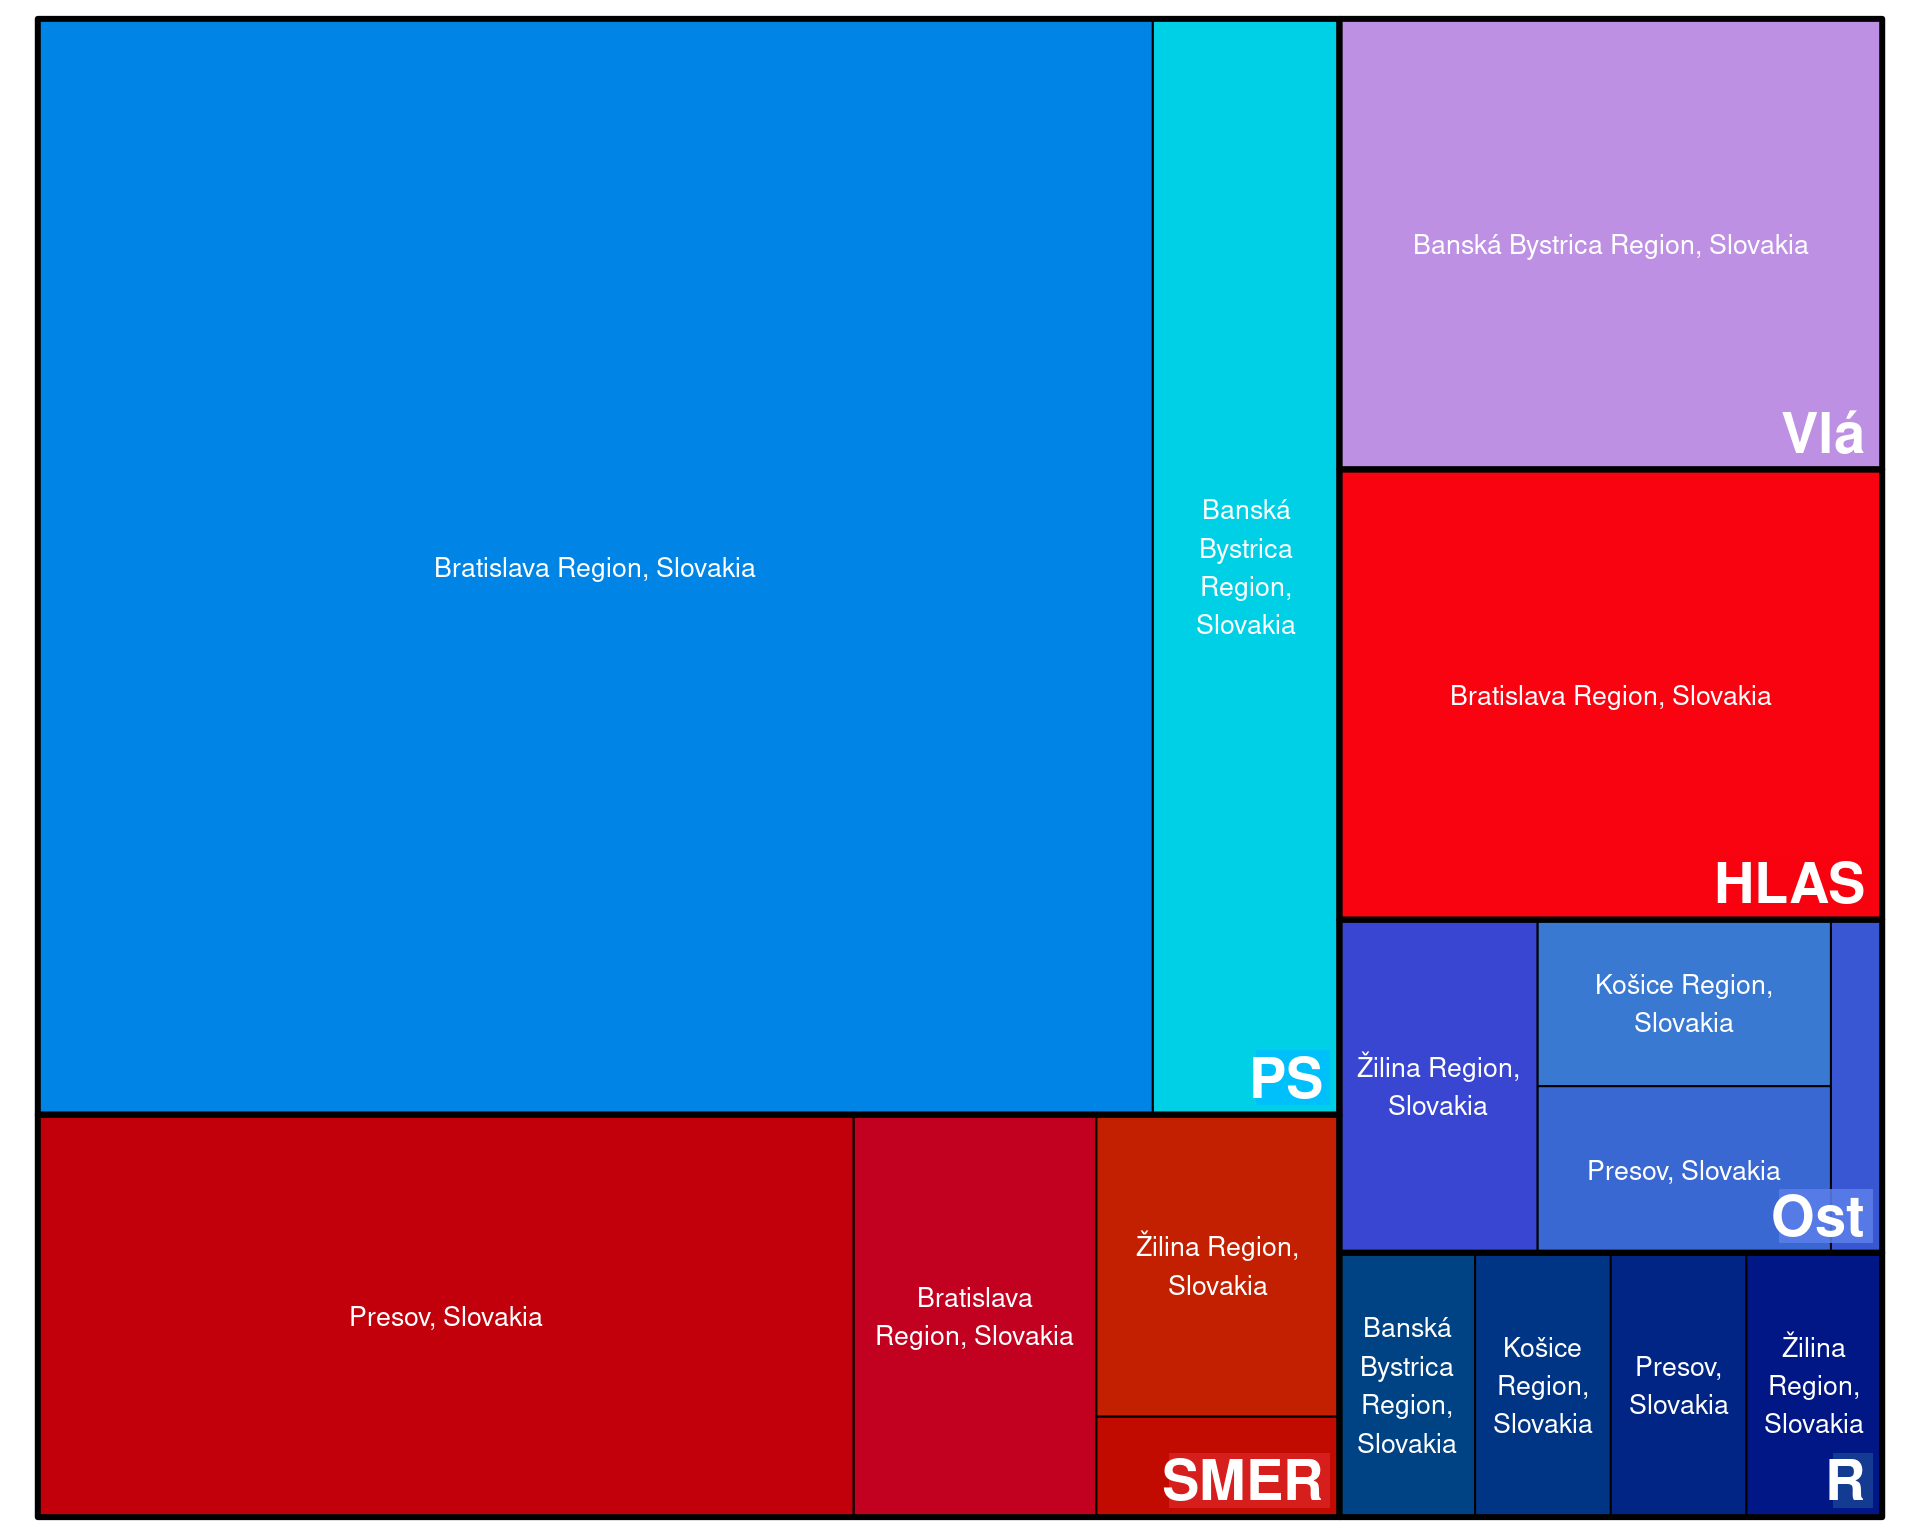 Bratislava Region, Slovakia
Banská
Bystrica
Region,
Slovakia
PS
Presov, Slovakia
Bratislava
Region, Slovakia
Žilina Region,
Slovakia
SMER
Banská Bystrica Region, Slovakia
Vlá
Bratislava Region, Slovakia
HLAS
Žilina Region,
Slovakia
Košice Region,
Slovakia
Presov, Slovakia
Ost
Banská
Bystrica
Region,
Slovakia
Košice
Region,
Slovakia
Presov,
Slovakia
Žilina
Region,
Slovakia
R